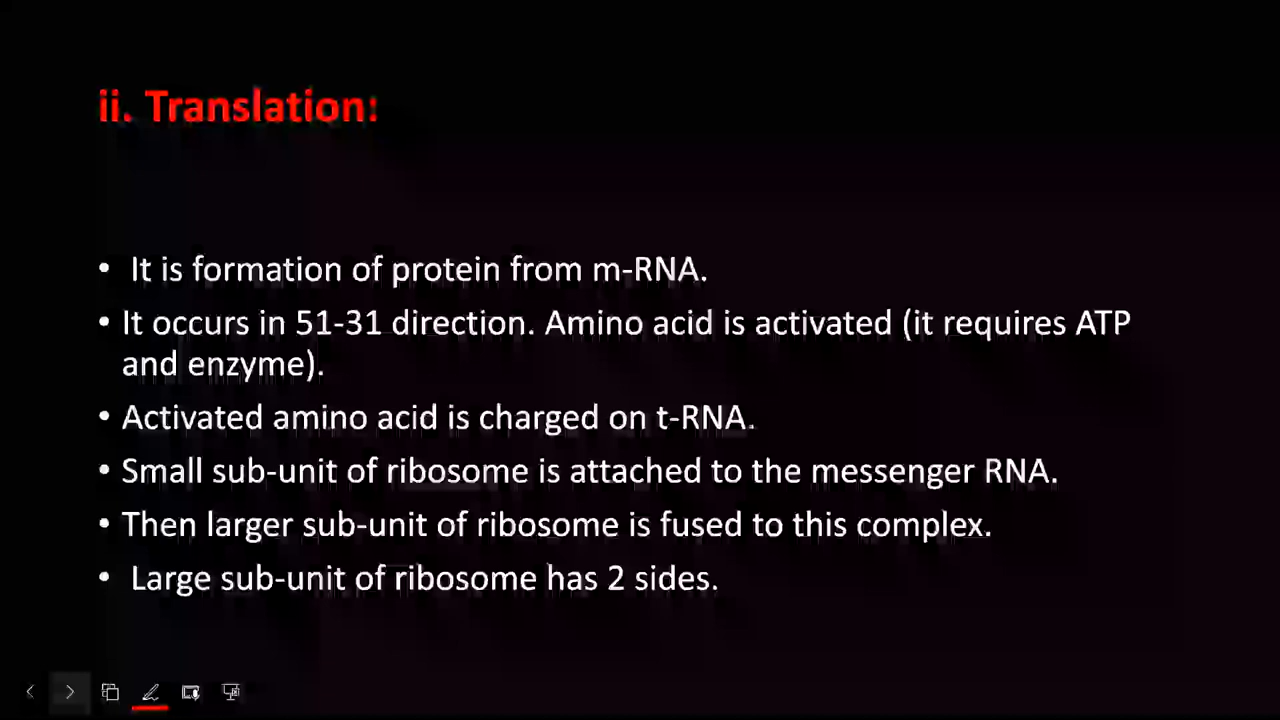 ii. Translation:
• It is formation of protein from m-RNA.
• It occurs in 51-31 direction. Amino acid is activated (it requires ATP
and enzyme).
• Activated amino acid is charged on t-RNA.
• Small sub-unit of ribosome is attached to the messenger RNA.
• Then larger sub-unit of ribosome is fused to this complex.
• Large sub-unit of ribosome has 2 sides.